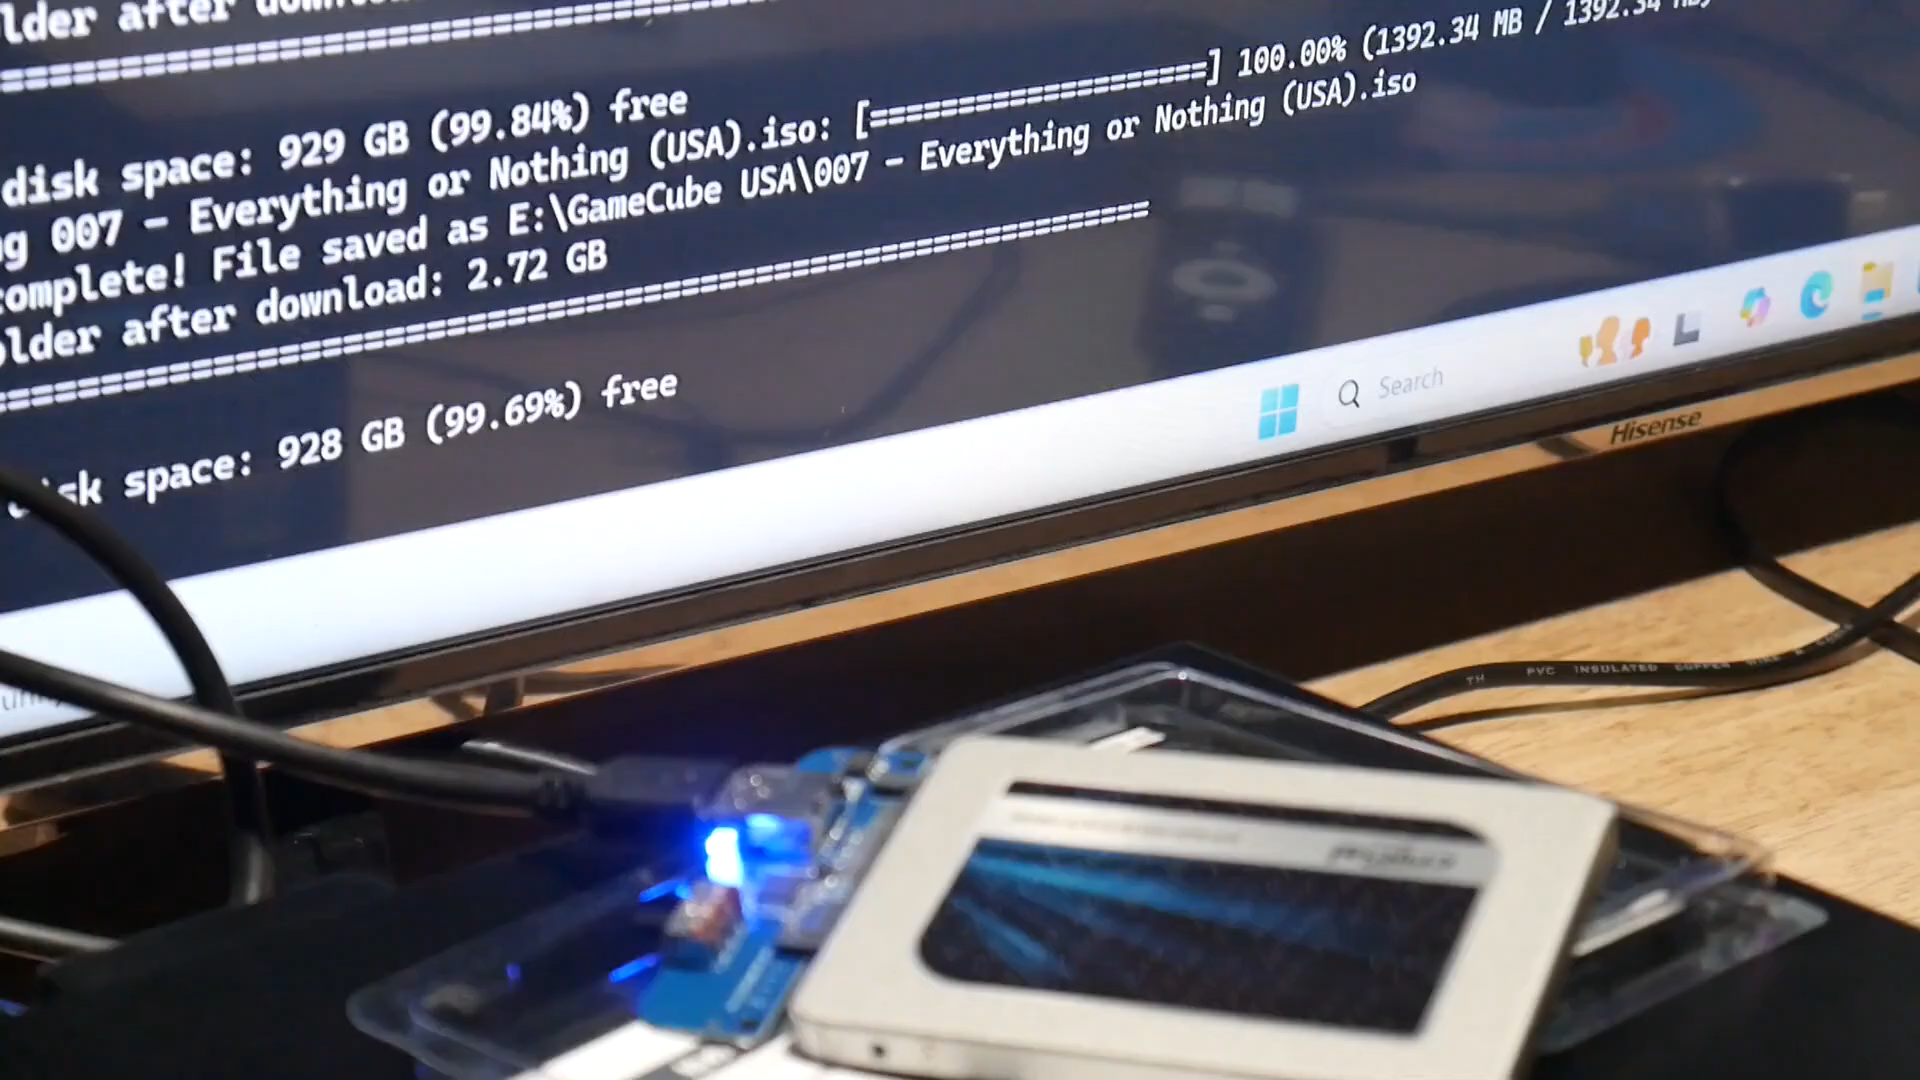 lder after
disk space: 929 GB (99.84%) free
g 007 - Everything or Nothing (USA).iso: [====================] 100.00% (1392.34 MB / 1392.34
omplete! File saved as E:\GameCube USA\007 - Everything or Nothing (USA).iso
lder after download: 2.72 GB
disk space: 928 GB (99.69%) free
Search
Hisense
PVC INSULATED COPPER WIRE